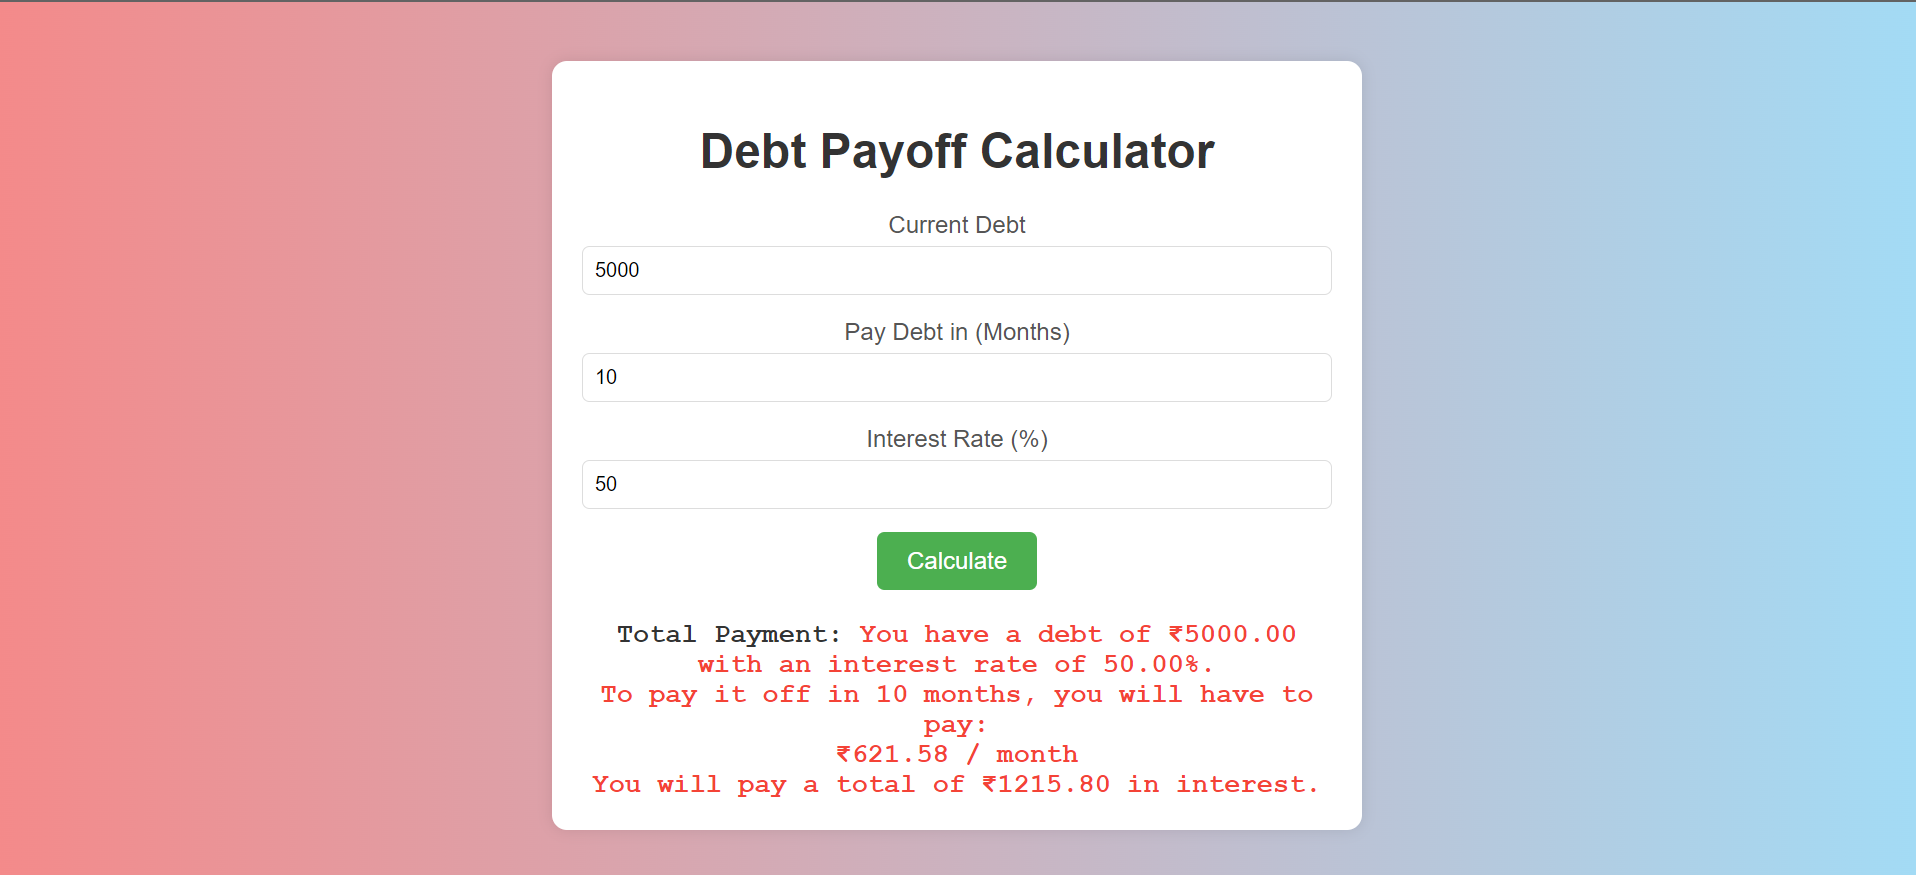 Debt Payoff Calculator
Current Debt
5000
Pay Debt in (Months)
10
Interest Rate (%)
50
Calculate
Total Payment: You have a debt of ₹5000.00
with an interest rate of 50.00%.
To pay it off in 10 months, you will have to
pay:
₹621.58 / month
You will pay a total of ₹1215.80 in interest.